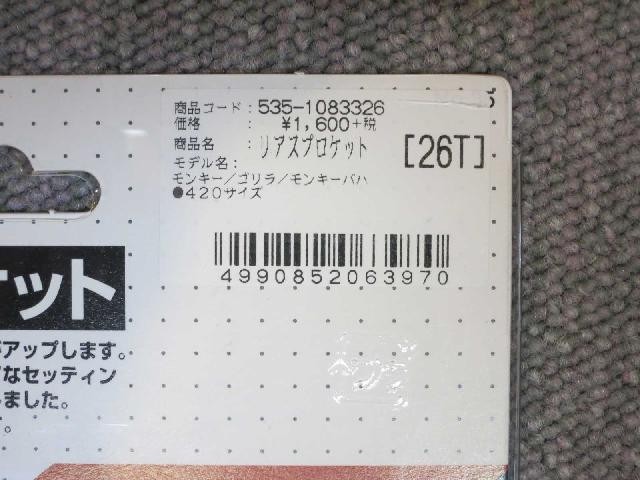 商品コード：535-1083326
価格　　：　¥1,600+税
商品名　：　リアスプロケット　[26T]
モデル名：
モンキー／ゴリラ／モンキーバハ
●420サイズ
4990852063970
ケット
アップします。
なセッティン
ました。
。